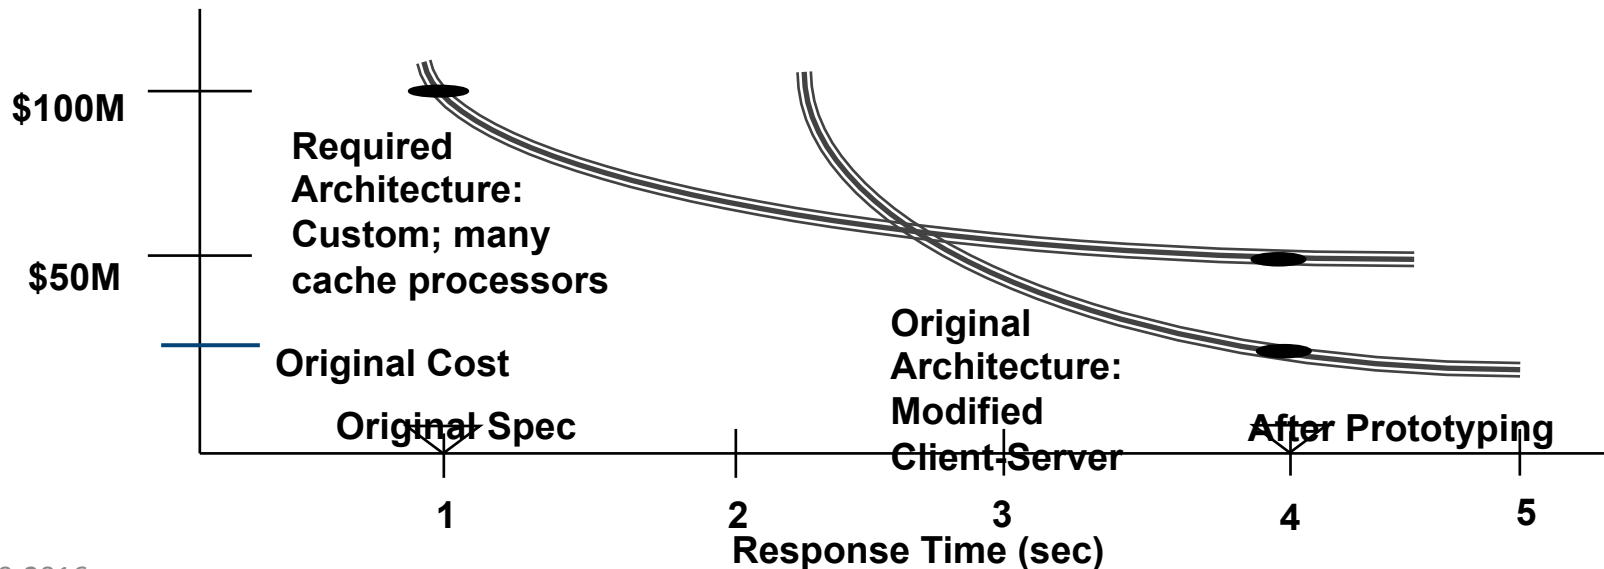 $100M
Required
Architecture:
Custom; many
cache processors
$50M
Original
Architecture:
Modified
Client-Server
Original Cost
Original Spec
After Prototyping
1
2
3
4
5
Response Time (sec)